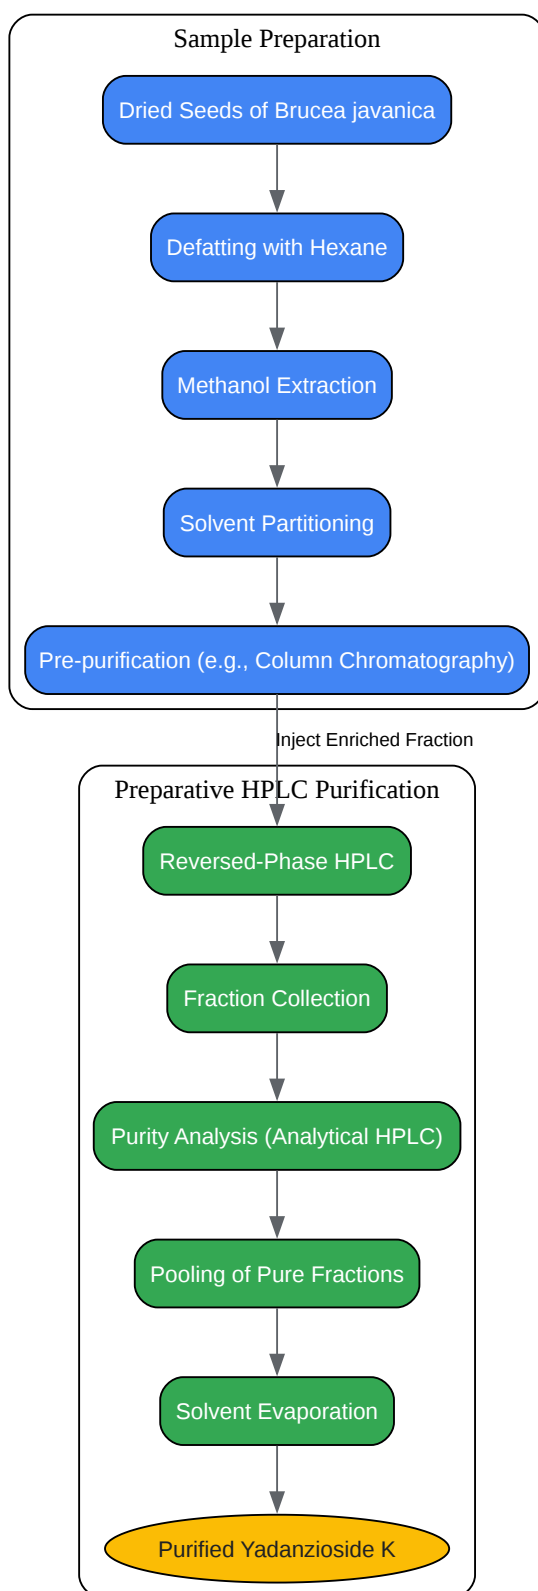 Sample Preparation
Dried Seeds of Brucea javanica
Defatting with Hexane
Methanol Extraction
Solvent Partitioning
Pre-purification (e.g., Column Chromatography)
Inject Enriched Fraction
Preparative HPLC Purification
Reversed-Phase HPLC
Fraction Collection
Purity Analysis (Analytical HPLC)
Pooling of Pure Fractions
Solvent Evaporation
Purified Yadanzioside K